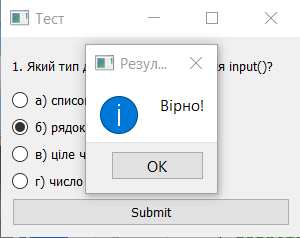 Тест
Резул...
1. Який тип input()?
Вірно!
а) список
б) рядок
в) ціле
г) число
OK
Submit